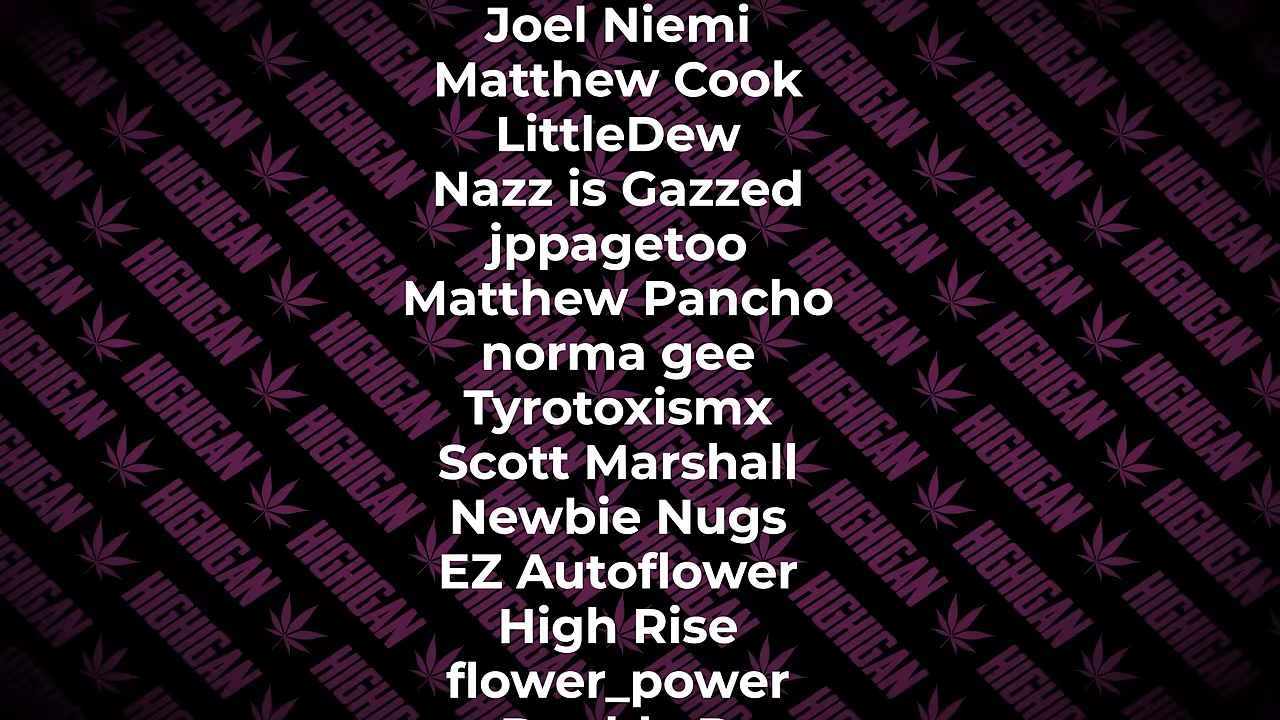 Joel Niemi
Matthew Cook
LittleDew
Nazz is Gazzed
jppagetoo
Matthew Pancho
norma gee
Tyrotoxismx
Scott Marshall
Newbie Nugs
EZ Autoflower
High Rise
flower_power
HIGHIGAN